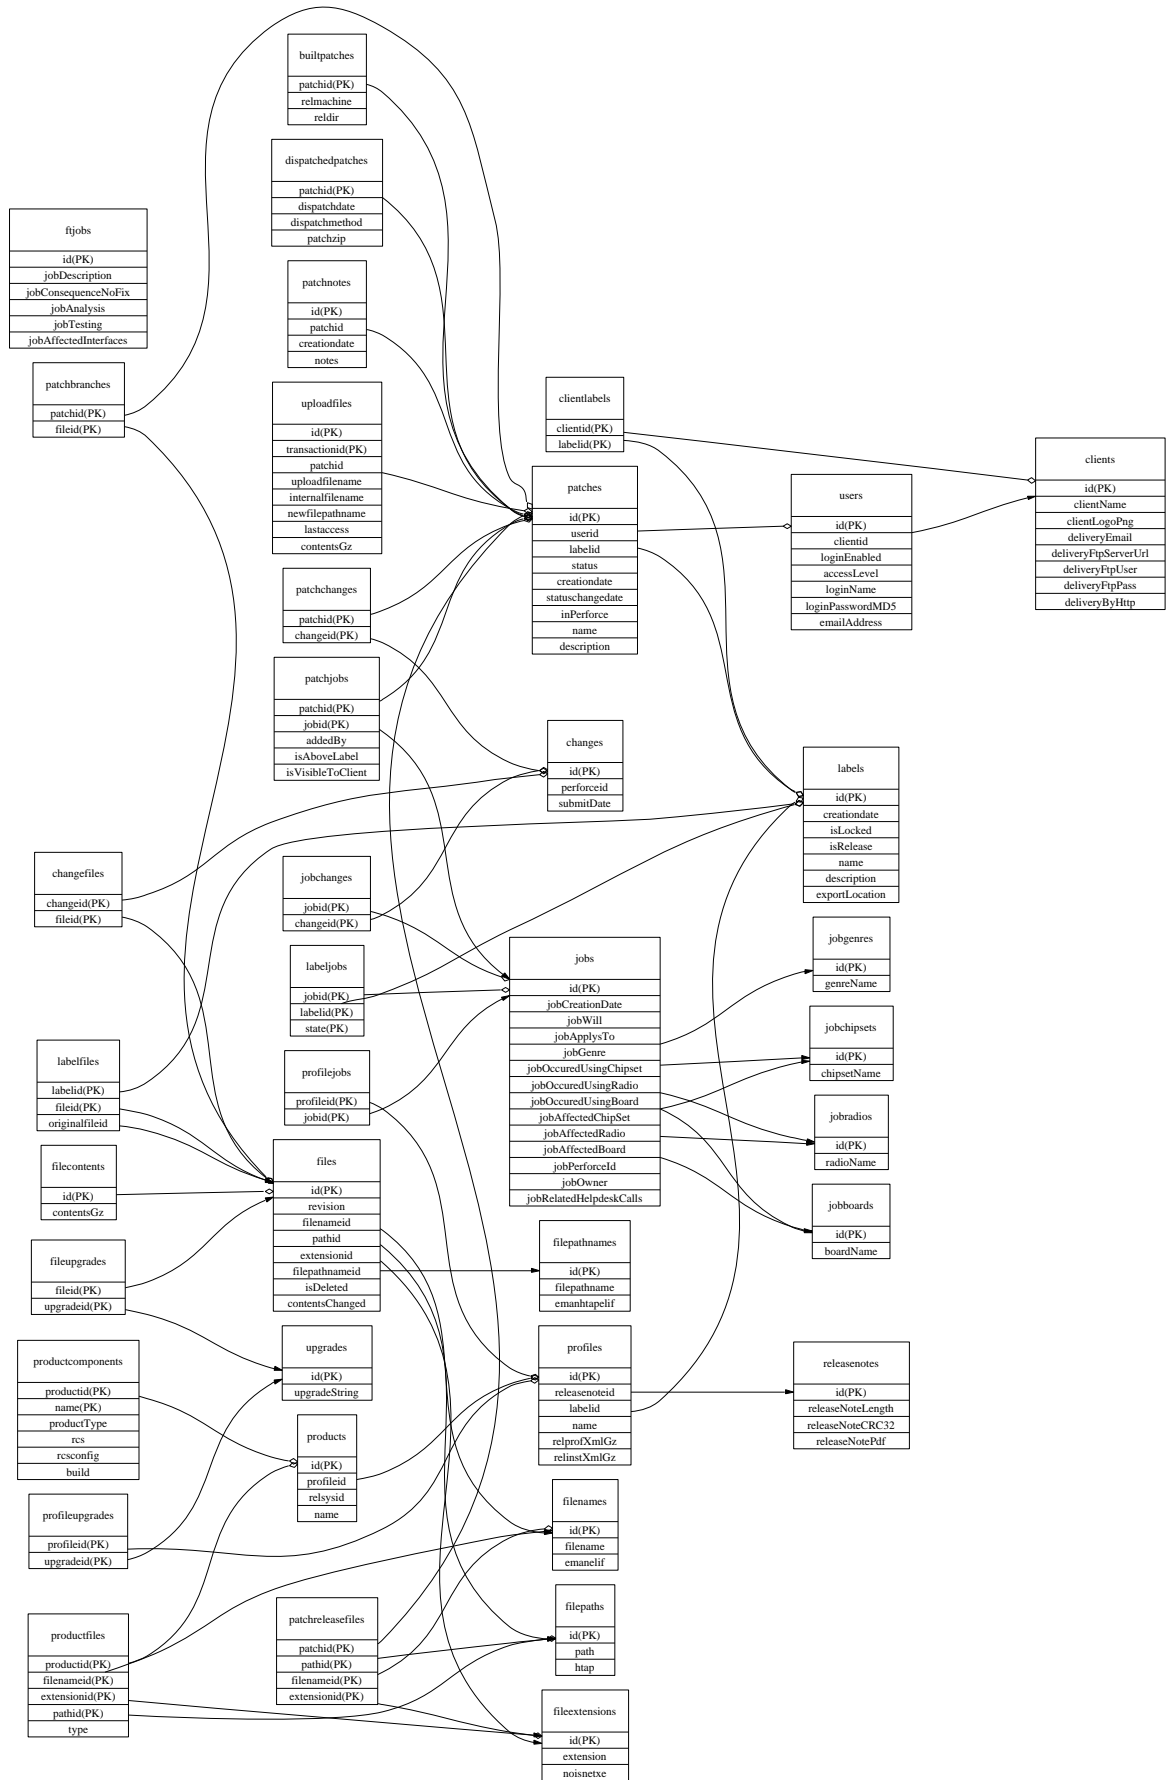 builtpatches
patchid(PK)
relmachine
reldir
dispatchedpatches
patchid(PK)
dispatchdate
dispatchmethod
patchzip
ftjobs
id(PK)
jobDescription
jobConsequenceNoFix
jobAnalysis
jobTesting
jobAffectedInterfaces
patchnotes
id(PK)
patchid
creationdate
notes
patchbranches
patchid(PK)
fileid(PK)
uploadfiles
id(PK)
transactionid(PK)
patchid
uploadfilename
internalfilename
newfilepathname
lastaccess
contentsGz
clientlabels
clientid(PK)
labelid(PK)
clients
id(PK)
clientName
clientLogoPng
deliveryEmail
deliveryFtpServerUrl
deliveryFtpUser
deliveryFtpPass
deliveryByHttp
patches
id(PK)
userid
labelid
status
creationdate
statuschangedate
inPerforce
name
description
users
id(PK)
clientid
loginEnabled
accessLevel
loginName
loginPasswordMD5
emailAddress
patchchanges
patchid(PK)
changeid(PK)
patchjobs
patchid(PK)
jobid(PK)
addedBy
isAboveLabel
isVisibleToClient
changes
id(PK)
perforceid
submitDate
labels
id(PK)
creationdate
isLocked
isRelease
name
description
exportLocation
changefiles
changeid(PK)
fileid(PK)
jobchanges
jobid(PK)
changeid(PK)
labeljobs
jobid(PK)
labelid(PK)
state(PK)
jobs
id(PK)
jobCreationDate
jobWill
jobApplysTo
jobGenre
jobOccuredUsingChipset
jobOccuredUsingRadio
jobOccuredUsingBoard
jobAffectedChipSet
jobAffectedRadio
jobAffectedBoard
jobPerforceId
jobOwner
jobRelatedHelpdeskCalls
jobgenres
id(PK)
genreName
jobchipsets
id(PK)
chipsetName
jobradios
id(PK)
radioName
jobboards
id(PK)
boardName
labelfiles
labelid(PK)
fileid(PK)
originalfileid
profilejobs
profileid(PK)
jobid(PK)
filecontents
id(PK)
contentsGz
files
id(PK)
revision
filenameid
pathid
extensionid
filepathnameid
isDeleted
contentsChanged
filepathnames
id(PK)
filepathname
emanhtapelif
fileupgrades
fileid(PK)
upgradeid(PK)
upgrades
id(PK)
upgradeString
profiles
id(PK)
releasenoteid
labelid
name
relprofXmlGz
relinstXmlGz
releasenotes
id(PK)
releaseNoteLength
releaseNoteCRC32
releaseNotePdf
productcomponents
productid(PK)
name(PK)
productType
rcs
rcsconfig
build
products
id(PK)
profileid
relsysid
name
profileupgrades
profileid(PK)
upgradeid(PK)
filenames
id(PK)
filename
emanelif
productfiles
productid(PK)
filenameid(PK)
extensionid(PK)
pathid(PK)
type
patchreleasefiles
patchid(PK)
pathid(PK)
filenameid(PK)
extensionid(PK)
filepaths
id(PK)
path
htap
fileextensions
id(PK)
extension
noisnetxe